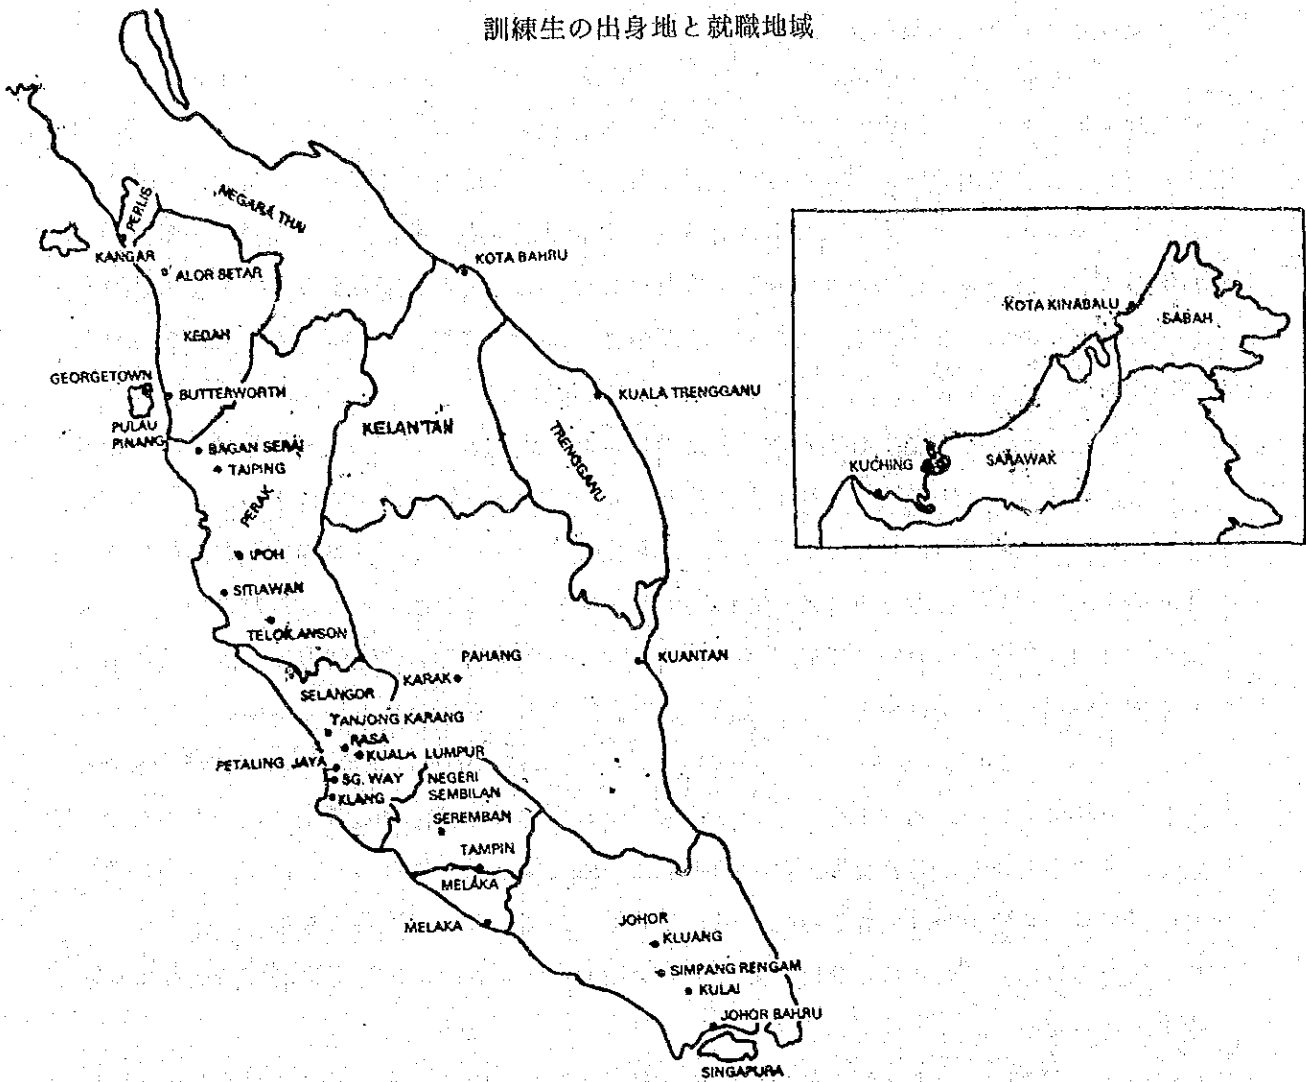 訓練生の出身地と就職地域
NEGARA THAI
PERLIS
KANGAR
ALOR SETAR
KOTA BAHRU
KEDAH
GEORGETOWN
BUTTERWORTH
PULAU
PINANG
KUALA TRENGGANU
KELANTAN
TRENGGANU
BAGAN SERAI
TAIPING
PERAK
IPOH
SITIAWAN
TELOK ANSON
PAHANG
KUANTAN
KARAK
SELANGOR
TANJONG KARANG
RASA
KUALA LUMPUR
PETALING JAYA
SG. WAY
KLANG
NEGERI
SEMBILAN
SEREMBAN
TAMPIN
MELAKA
MELAKA
JOHOR
KLUANG
SIMPANG RENGAM
KULAI
JOHOR BAHRU
SINGAPURA
KOTA KINABALU
SABAH
KUCHING
SARAWAK